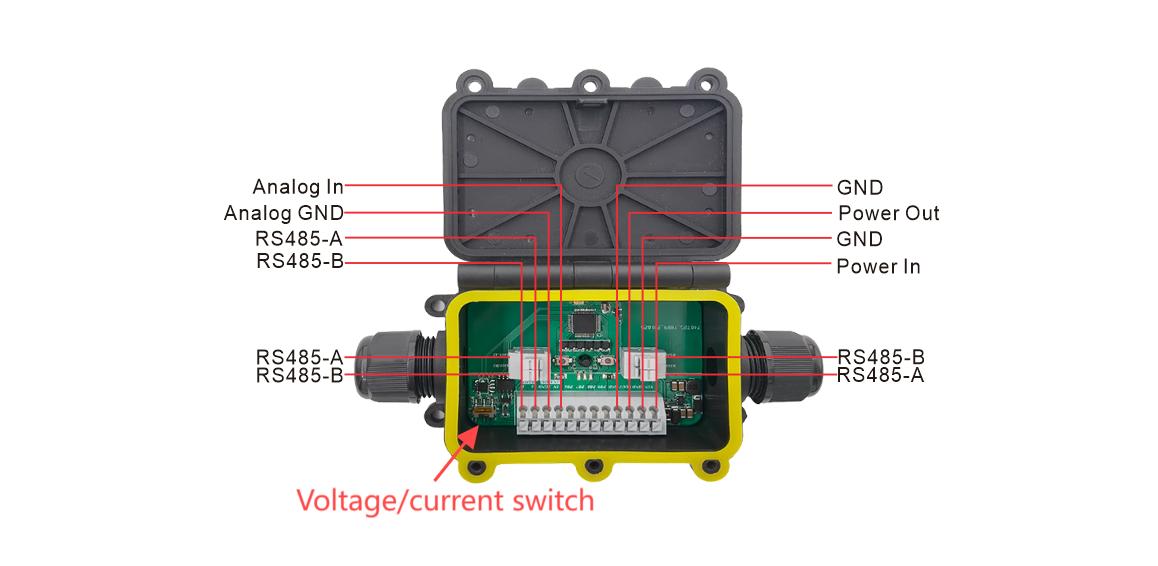 Analog In
GND
Analog GND
Power Out
RS485-A
GND
RS485-B
Power In
RS485-A
RS485-B
RS485-B
RS485-A
Voltage/current switch